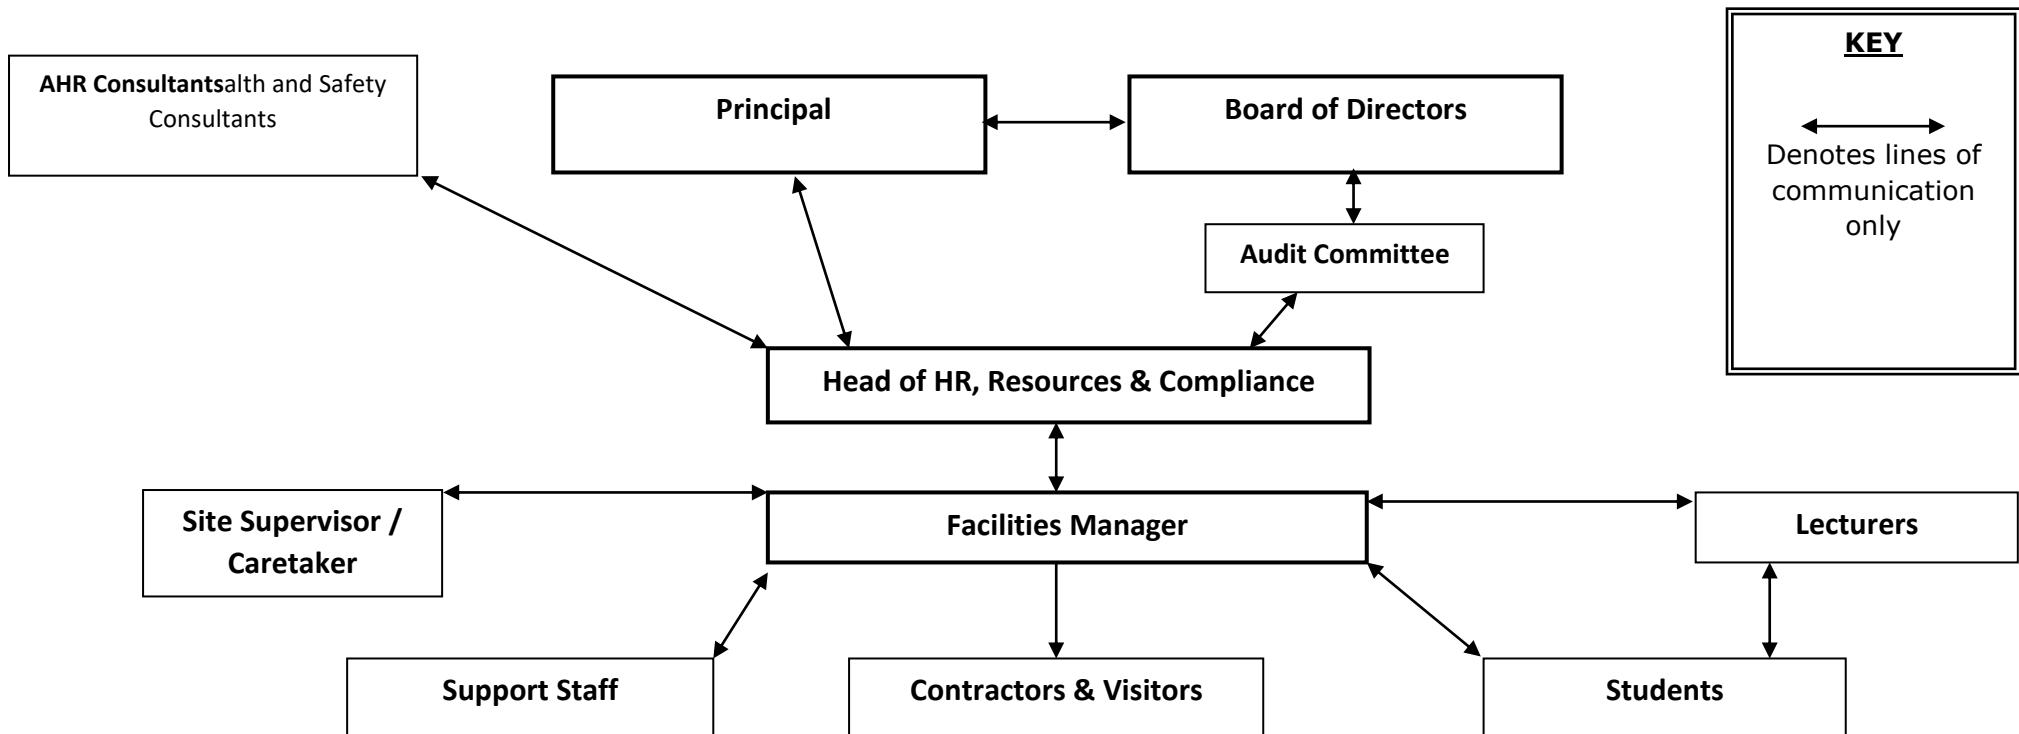 KEY
AHR Consultantsalth and Safety
Consultants
Principal
Board of Directors
Denotes lines of
communication
only
Audit Committee
Head of HR, Resources & Compliance
Site Supervisor /
Caretaker
Facilities Manager
Lecturers
Support Staff
Contractors & Visitors
Students